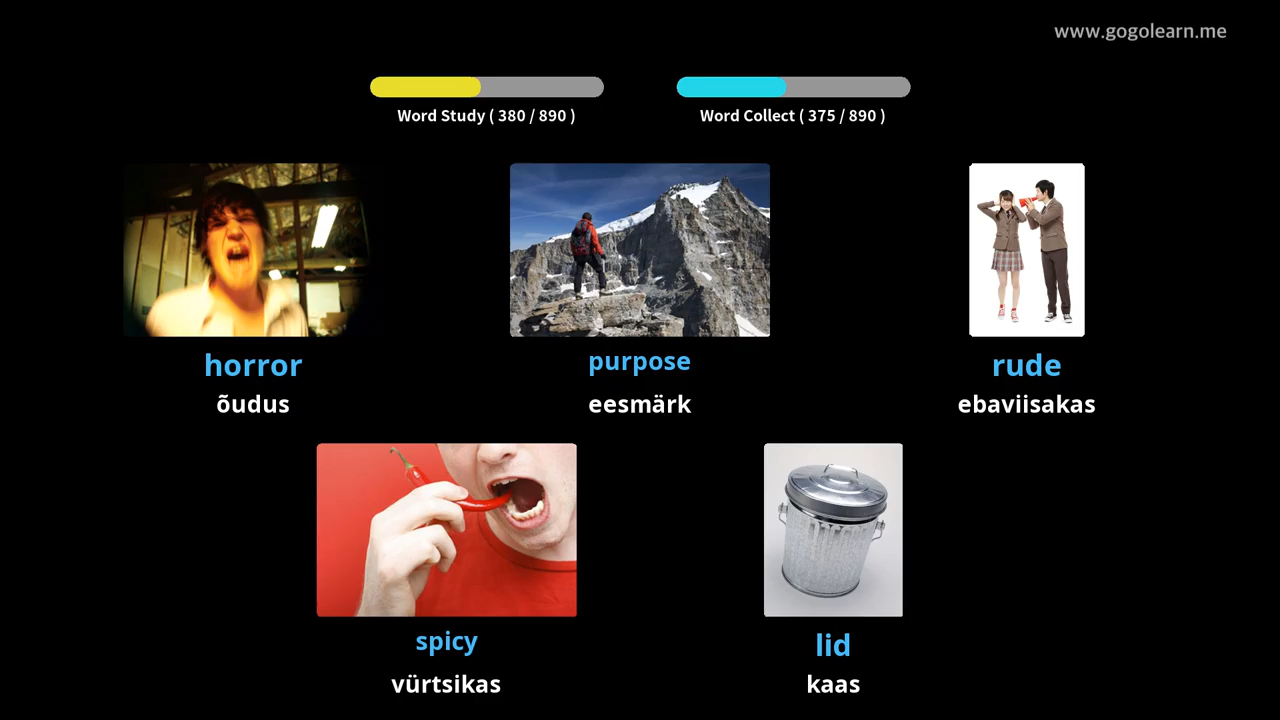 www.gogolearn.me
Word Study ( 380 / 890 )
Word Collect ( 375 / 890 )
horror
õudus
purpose
eesmärk
rude
ebaviisakas
spicy
vürtsikas
lid
kaas